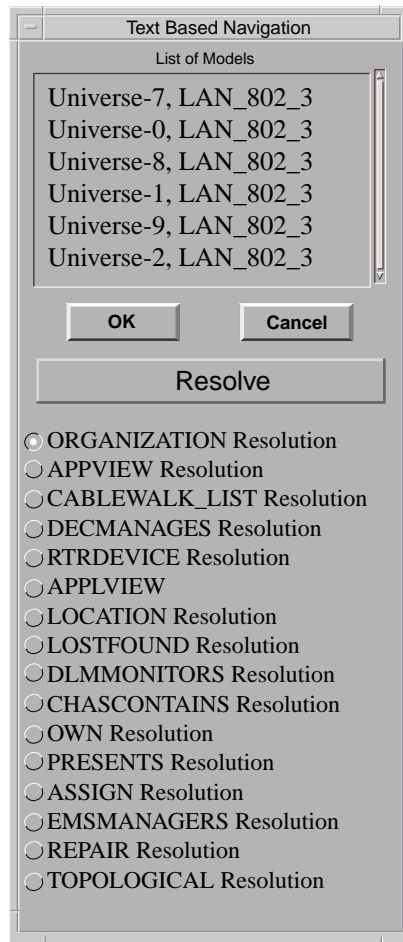 Text Based Navigation
List of Models
Universe-7, LAN_802_3
Universe-0, LAN_802_3
Universe-8, LAN_802_3
Universe-1, LAN_802_3
Universe-9, LAN_802_3
Universe-2, LAN_802_3
OK Cancel
Resolve
ORGANIZATION Resolution
APPVIEW Resolution
CABLEWALK_LIST Resolution
DECMANAGES Resolution
RTRDEVICE Resolution
APPLVIEW
LOCATION Resolution
LOSTFOUND Resolution
DLMMONITORS Resolution
CHASCONTAINS Resolution
OWN Resolution
PRESENTS Resolution
ASSIGN Resolution
EMSMANAGERS Resolution
REPAIR Resolution
TOPOLOGICAL Resolution